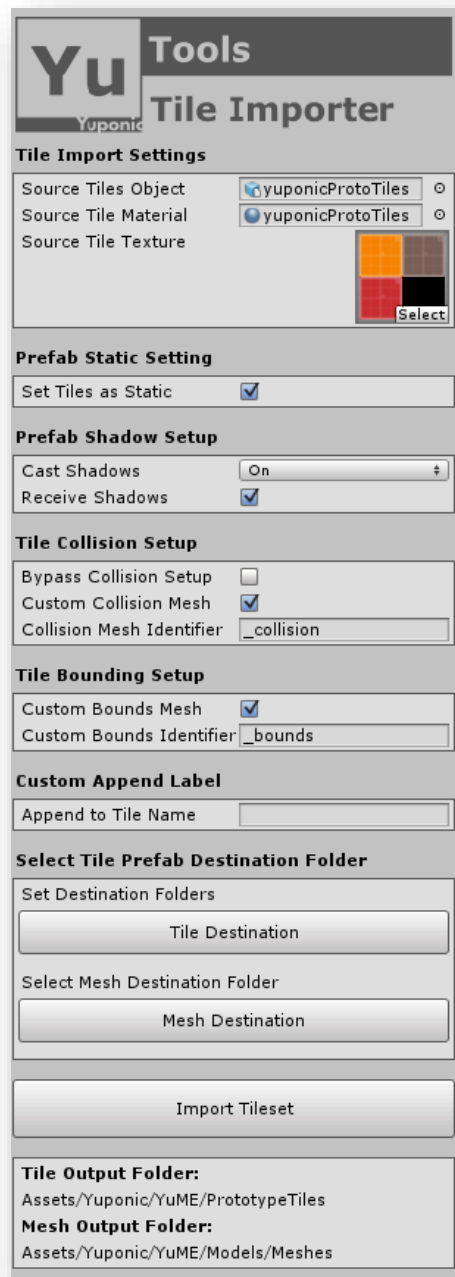 Yu
Yuponic
Tools
Tile Importer
Tile Import Settings
Source Tiles Object yuponicProtoTiles
Source Tile Material yuponicProtoTiles
Source Tile Texture
Select
Prefab Static Setting
Set Tiles as Static
Prefab Shadow Setup
Cast Shadows On
Receive Shadows
Tile Collision Setup
Bypass Collision Setup
Custom Collision Mesh
Collision Mesh Identifier _collision
Tile Bounding Setup
Custom Bounds Mesh
Custom Bounds Identifier _bounds
Custom Append Label
Append to Tile Name
Select Tile Prefab Destination Folder
Set Destination Folders
Tile Destination
Select Mesh Destination Folder
Mesh Destination
Import Tileset
Tile Output Folder:
Assets/Yuponic/YuME/PrototypeTiles
Mesh Output Folder:
Assets/Yuponic/YuME/Models/Meshes